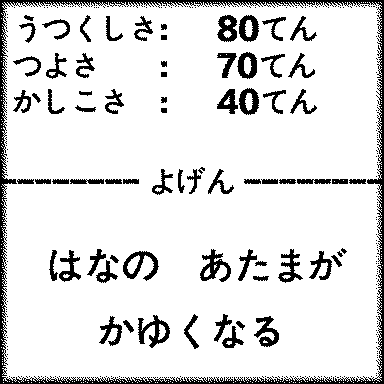 うつくしさ: 80てん
つよさ : 70てん
かしこさ : 40てん
よげん
はなの あたまが
かゆくなる